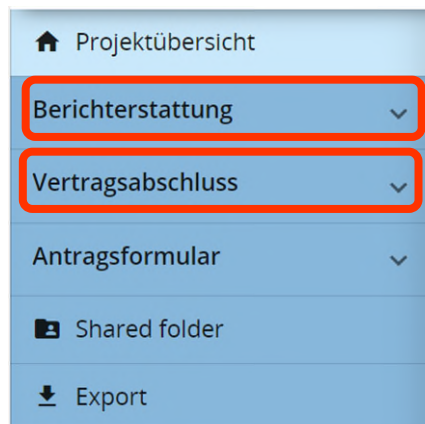 Projektübersicht
Berichterstattung
Vertragsabschluss
Antragsformular
Shared folder
Export